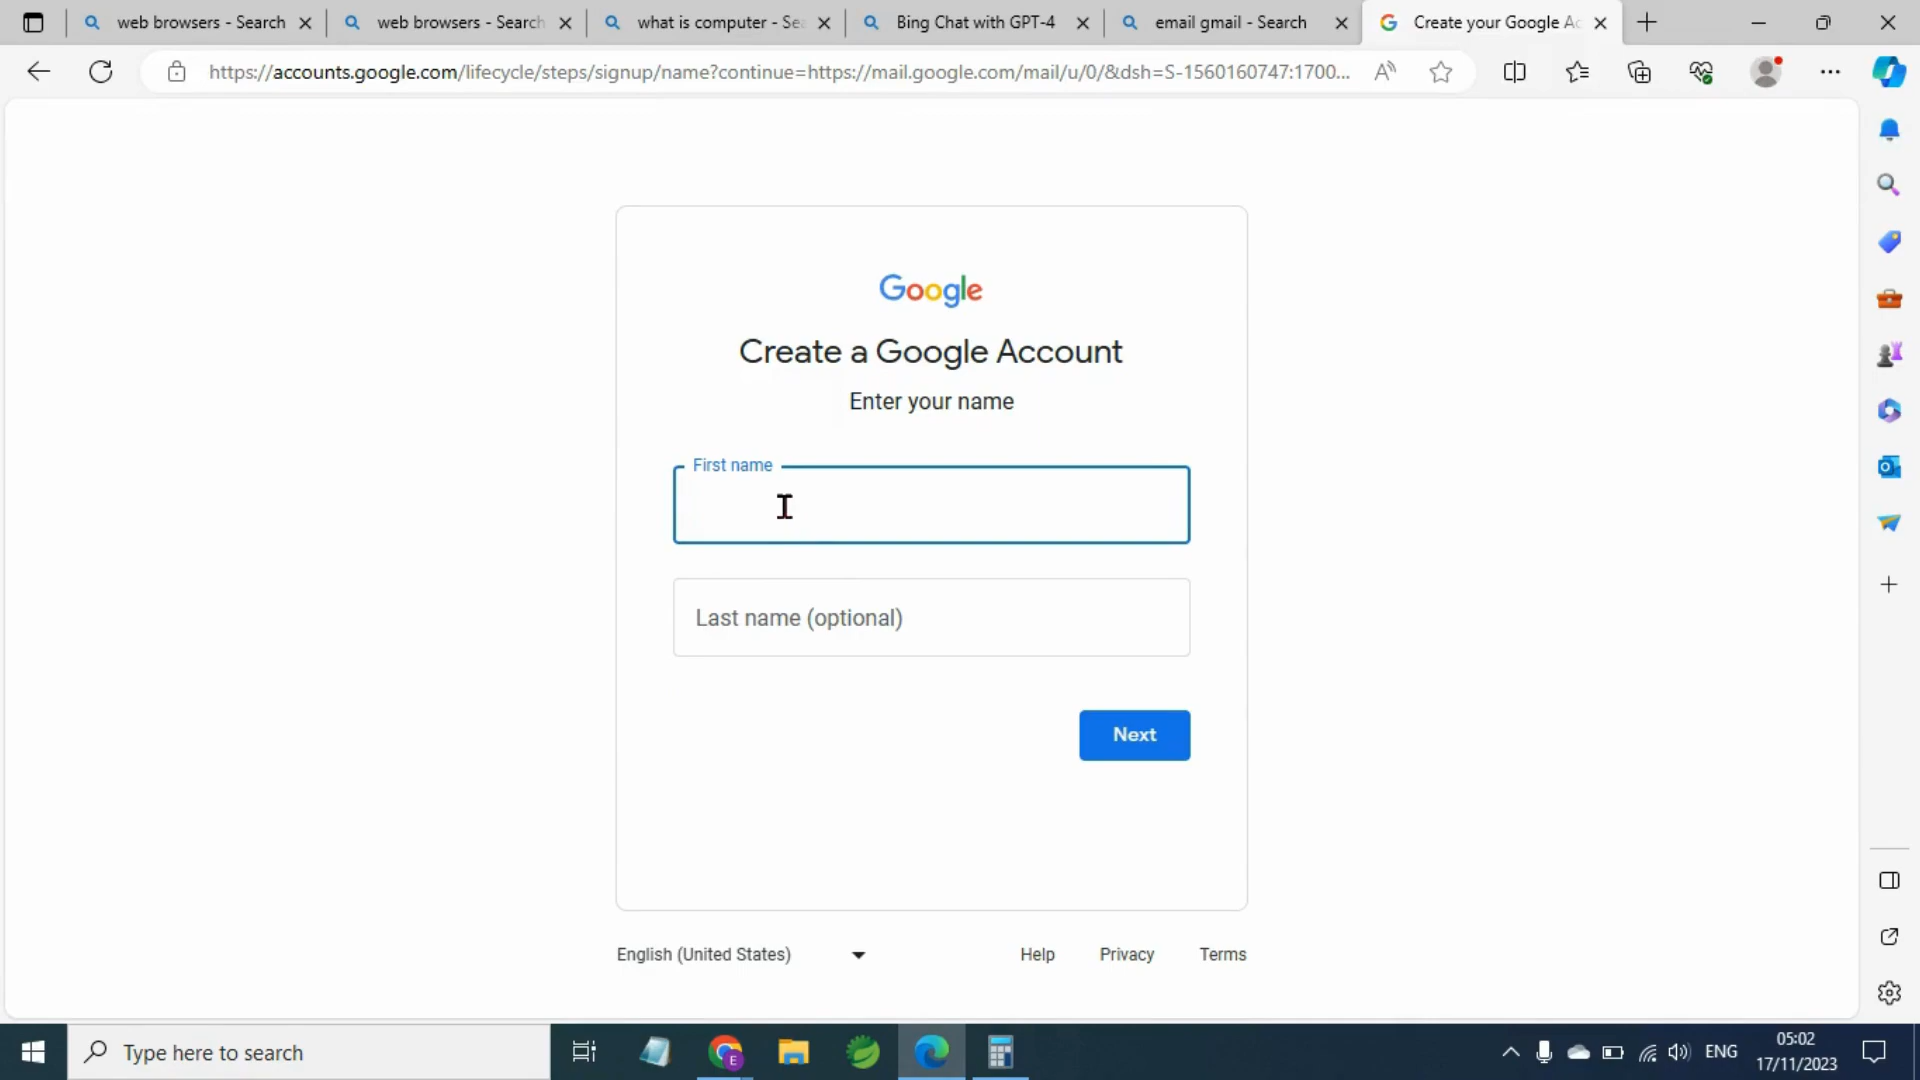 web browsers - Search
web browsers - Search
what is computer - Se
Bing Chat with GPT-4
email gmail - Search
Create your Google Ac
https://accounts.google.com/lifecycle/steps/signup/name?continue=https://mail.google.com/mail/u/0/&dsh=S-1560160747:1700...
Google
Create a Google Account
Enter your name
First name
Last name (optional)
Next
English (United States)
Help
Privacy
Terms
Type here to search
E
ENG
05:02
17/11/2023